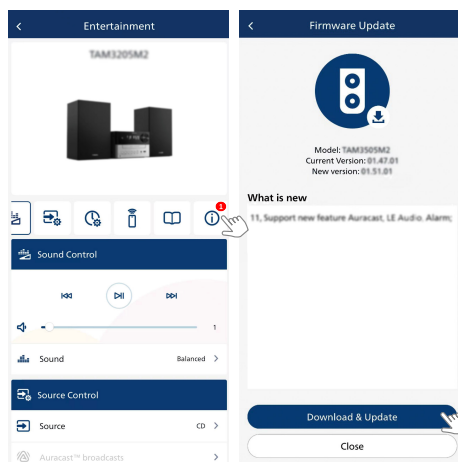 Entertainment
TAM3205M2
1
Sound Control
1
Sound
Balanced
Source Control
Source
CD
Auracast™ broadcasts
Firmware Update
Model: TAM3505M2
Current Version: 01.47.01
New version: 01.51.01
What is new
11, Support new feature Auracast, LE Audio. Alarm;
Download & Update
Close